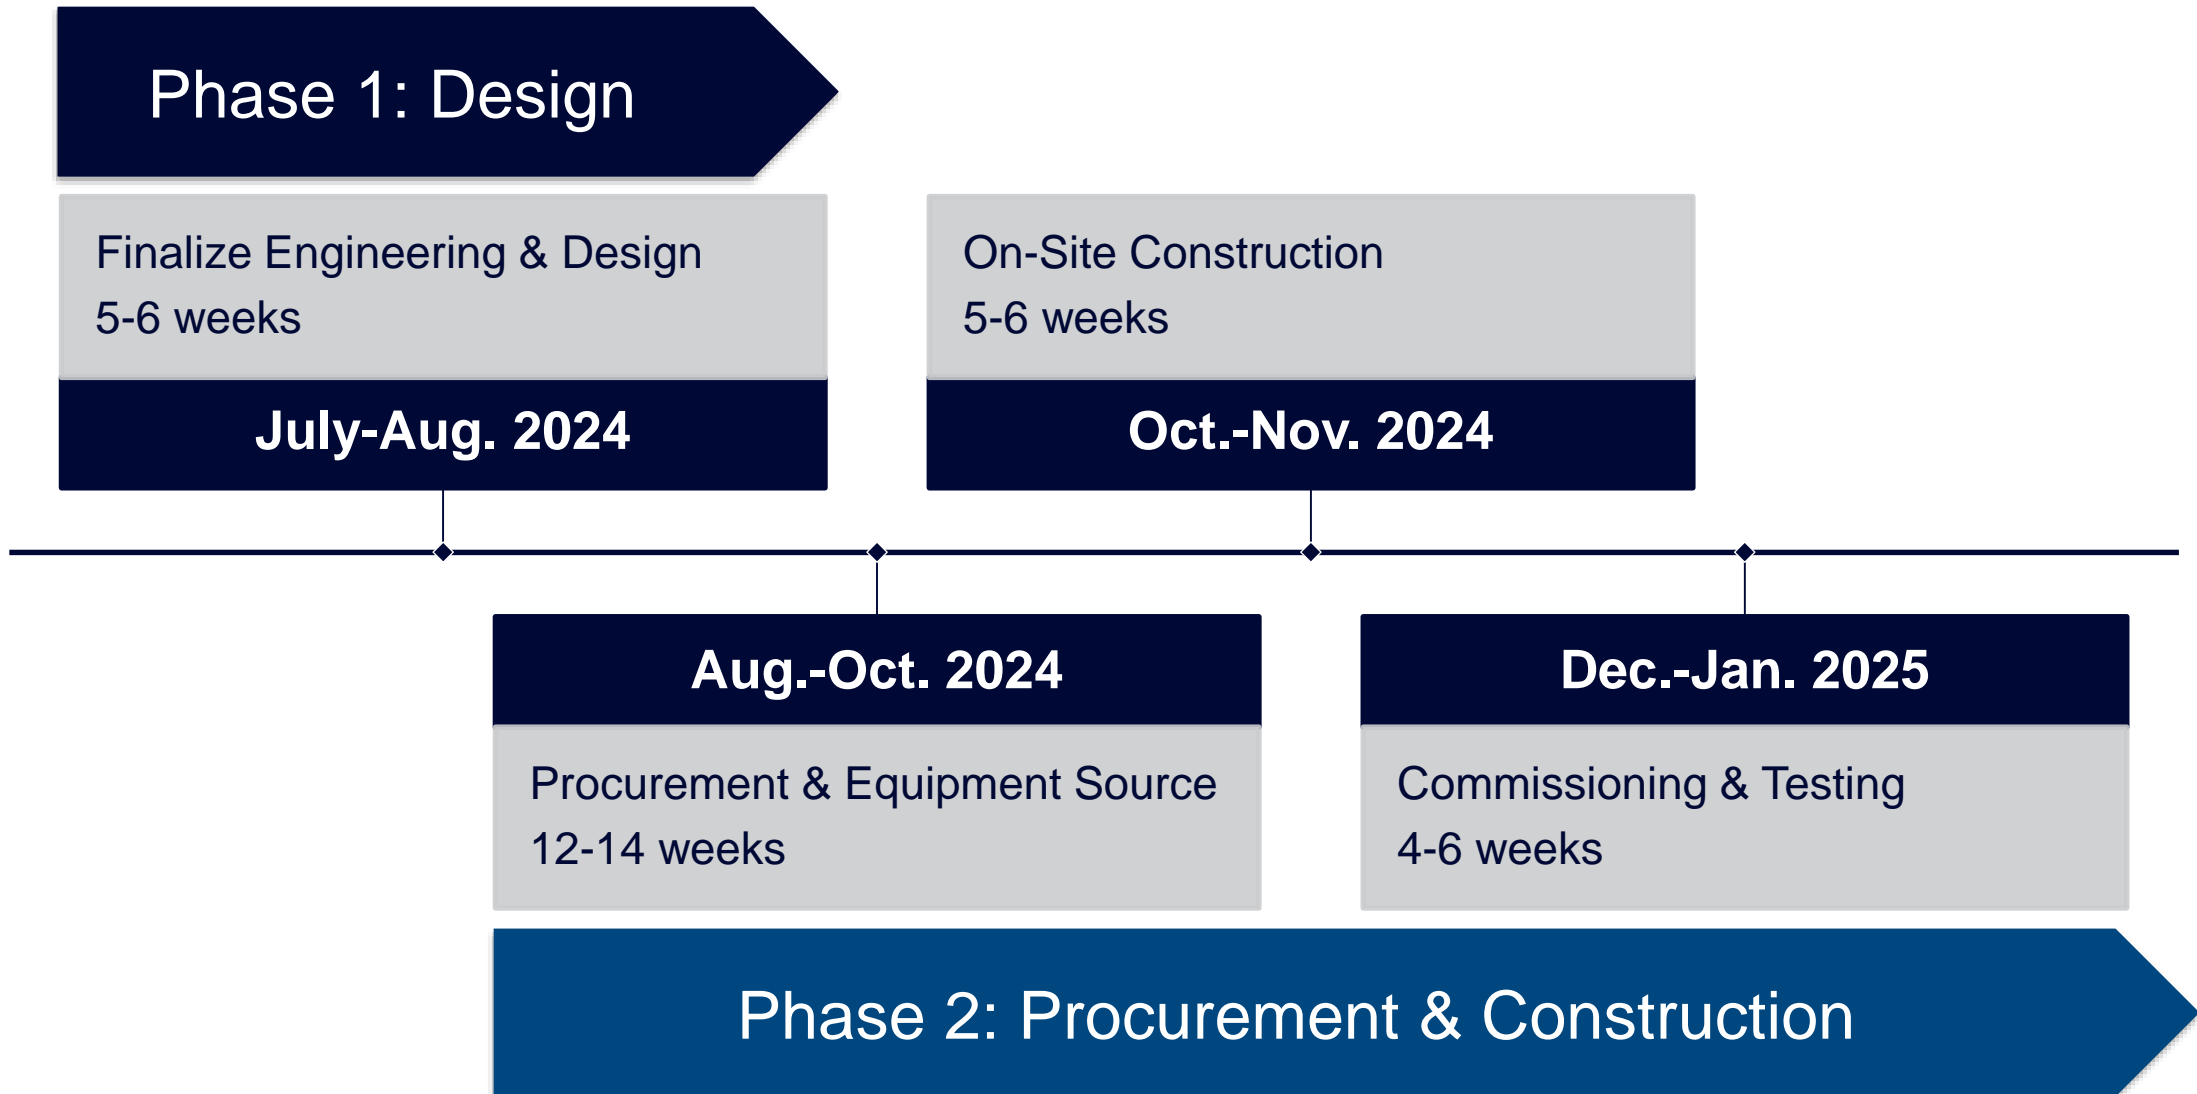 Phase 1: Design
Finalize Engineering & Design
5-6 weeks
July-Aug. 2024
On-Site Construction
5-6 weeks
Oct.-Nov. 2024
Aug.-Oct. 2024
Procurement & Equipment Source
12-14 weeks
Dec.-Jan. 2025
Commissioning & Testing
4-6 weeks
Phase 2: Procurement & Construction